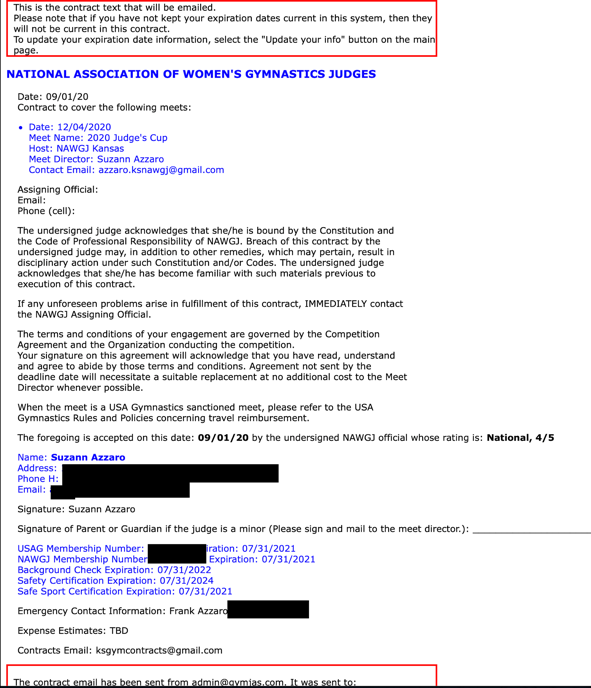 This is the contract text that will be emailed.
Please note that if you have not kept your expiration dates current in this system, then they
will not be current in this contract.
To update your expiration date information, select the "Update your info" button on the main
page.
NATIONAL ASSOCIATION OF WOMEN'S GYMNASTICS JUDGES
Date: 09/01/20
Contract to cover the following meets:
• Date: 12/04/2020
Meet Name: 2020 Judge's Cup
Host: NAWGJ Kansas
Meet Director: Suzann Azzaro
Contact Email: azzaro.ksnawgj@gmail.com
Assigning Official:
Email:
Phone (cell):
The undersigned judge acknowledges that she/he is bound by the Constitution and
the Code of Professional Responsibility of NAWGJ. Breach of this contract by the
undersigned judge may, in addition to other remedies, which may pertain, result in
disciplinary action under such Constitution and/or Codes. The undersigned judge
acknowledges that she/he has become familiar with such materials previous to
execution of this contract.
If any unforeseen problems arise in fulfillment of this contract, IMMEDIATELY contact
the NAWGJ Assigning Official.
The terms and conditions of your engagement are governed by the Competition
Agreement and the Organization conducting the competition.
Your signature on this agreement will acknowledge that you have read, understand
and agree to abide by those terms and conditions. Agreement not sent by the
deadline date will necessitate a suitable replacement at no additional cost to the Meet
Director whenever possible.
When the meet is a USA Gymnastics sanctioned meet, please refer to the USA
Gymnastics Rules and Policies concerning travel reimbursement.
The foregoing is accepted on this date: 09/01/20 by the undersigned NAWGJ official whose rating is: National, 4/5
Name: Suzann Azzaro
Address:
Phone H:
Email:
Signature: Suzann Azzaro
Signature of Parent or Guardian if the judge is a minor (Please sign and mail to the meet director.):
USAG Membership Number: iration: 07/31/2021
NAWGJ Membership Number Expiration: 07/31/2021
Background Check Expiration: 07/31/2022
Safety Certification Expiration: 07/31/2024
Safe Sport Certification Expiration: 07/31/2021
Emergency Contact Information: Frank Azzaro
Expense Estimates: TBD
Contracts Email: ksgymcontracts@gmail.com
The contract email has been sent from admin@gymjas.com. It was sent to: